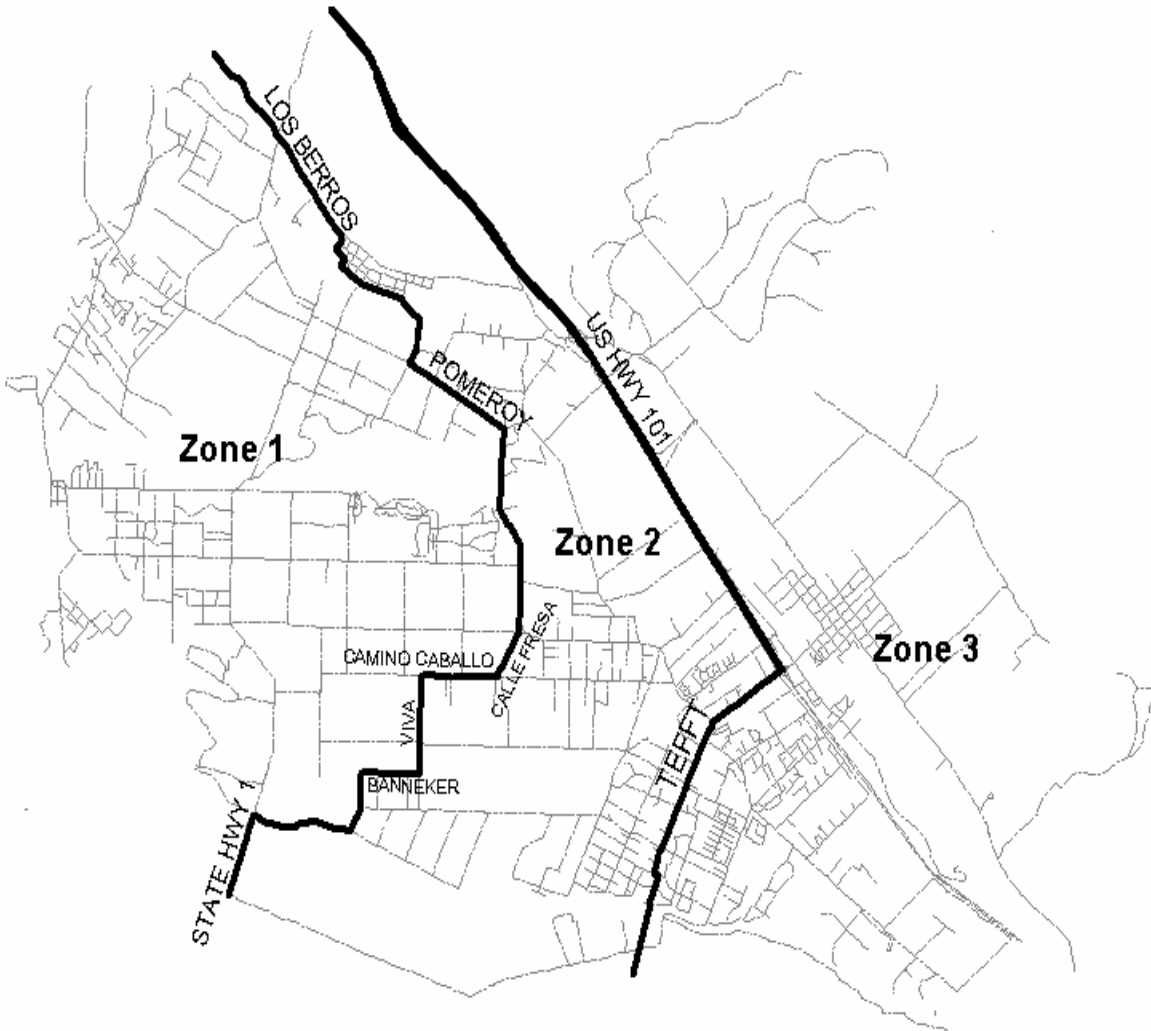 LOS BERROS
US HWY 101
POMEROY
Zone 1
Zone 2
CALLE FRESA
Zone 3
CAMINO CABALLO
VIVA
TEFFT
BANNEKER
STATE HWY 1